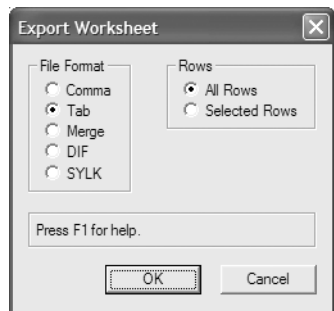 Export Worksheet
File Format
Comma
Tab
Merge
DIF
SYLK
Rows
All Rows
Selected Rows
Press F1 for help.
OK
Cancel